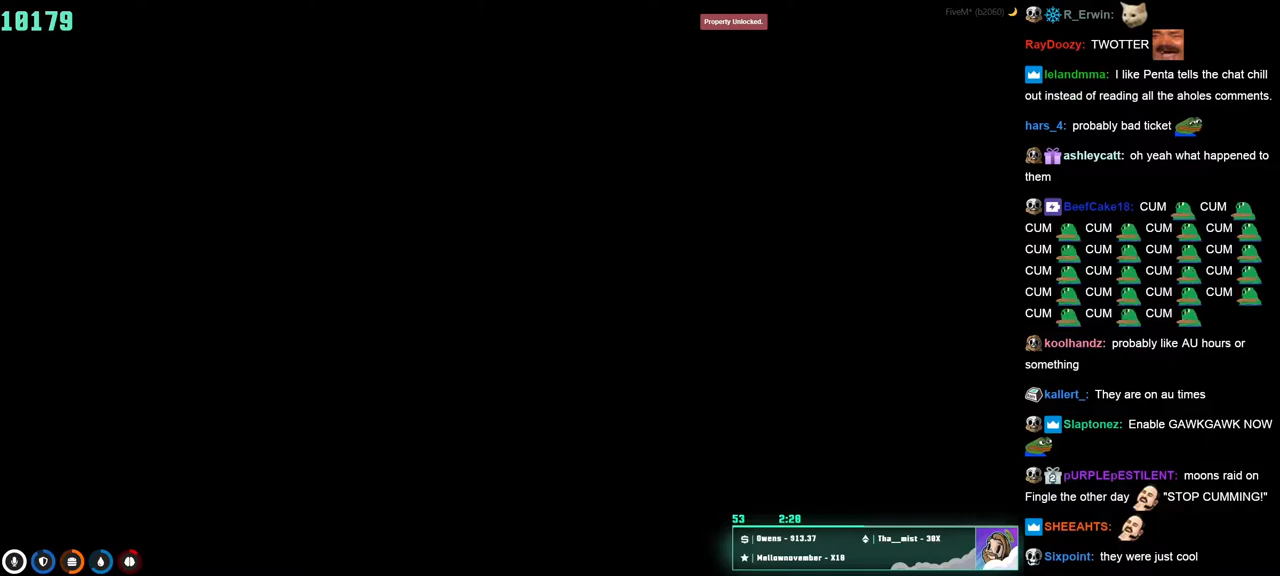 10179
Property Unlocked.
FiveM* (b2060)
R_Erwin:
RayDoozy: TWOTTER
lelandmma: I like Penta tells the chat chill
out instead of reading all the aholes comments.
hars_4: probably bad ticket
ashleycatt: oh yeah what happened to
them
BeefCake18: CUM CUM
CUM CUM CUM CUM
CUM CUM CUM CUM
CUM CUM CUM CUM
CUM CUM CUM CUM
CUM CUM CUM
koolhandz: probably like AU hours or
something
kallert_: They are on au times
Slaptonez: Enable GAWKGAWK NOW
pURPLEpESTILENT: moons raid on
Fingle the other day "STOP CUMMING!"
SHEEAHTS:
Sixpoint: they were just cool
53 2:20
Owens - $13.37 Tha__mist - 30X
Mellownovember - X10